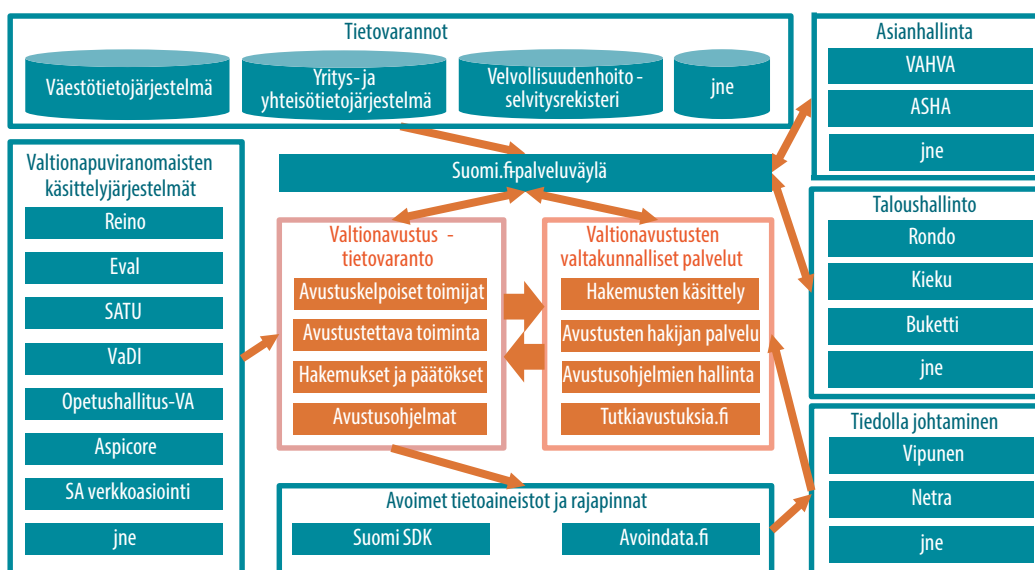 Tietovarannot
Väestötietojärjestelmä
Yritys- ja
yhteisötietojärjestelmä
Velvollisuudenhoito -
selvitysrekisteri
jne
Asianhallinta
VAHVA
ASHA
jne
Valtionapuviranomaisten
käsittelyjärjestelmät
Reino
Eval
SATU
VaDI
Opetushallitus-VA
Aspicore
SA verkkoasiointi
jne
Suomi.fi-palveluväylä
Valtionavustus -
tietovaranto
Avustuskelpoiset toimijat
Avustustettava toiminta
Hakemukset ja päätökset
Avustusohjelmat
Valtionavustusten
valtakunnalliset palvelut
Hakemusten käsittely
Avustusten hakijan palvelu
Avustusohjelmien hallinta
Tutkiavustuksia.fi
Taloushallinto
Rondo
Kieku
Buketti
jne
Avoimet tietoaineistot ja rajapinnat
Suomi SDK
Avoindata.fi
Tiedolla johtaminen
Vipunen
Netra
jne